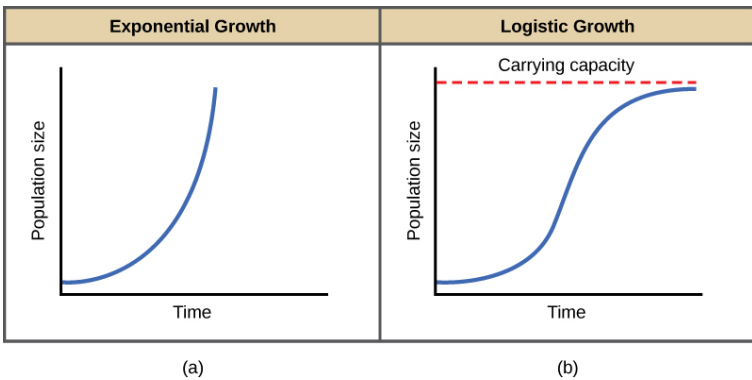 Exponential Growth
Logistic Growth
Carrying capacity
Population size
Time
Population size
Time
(a)
(b)